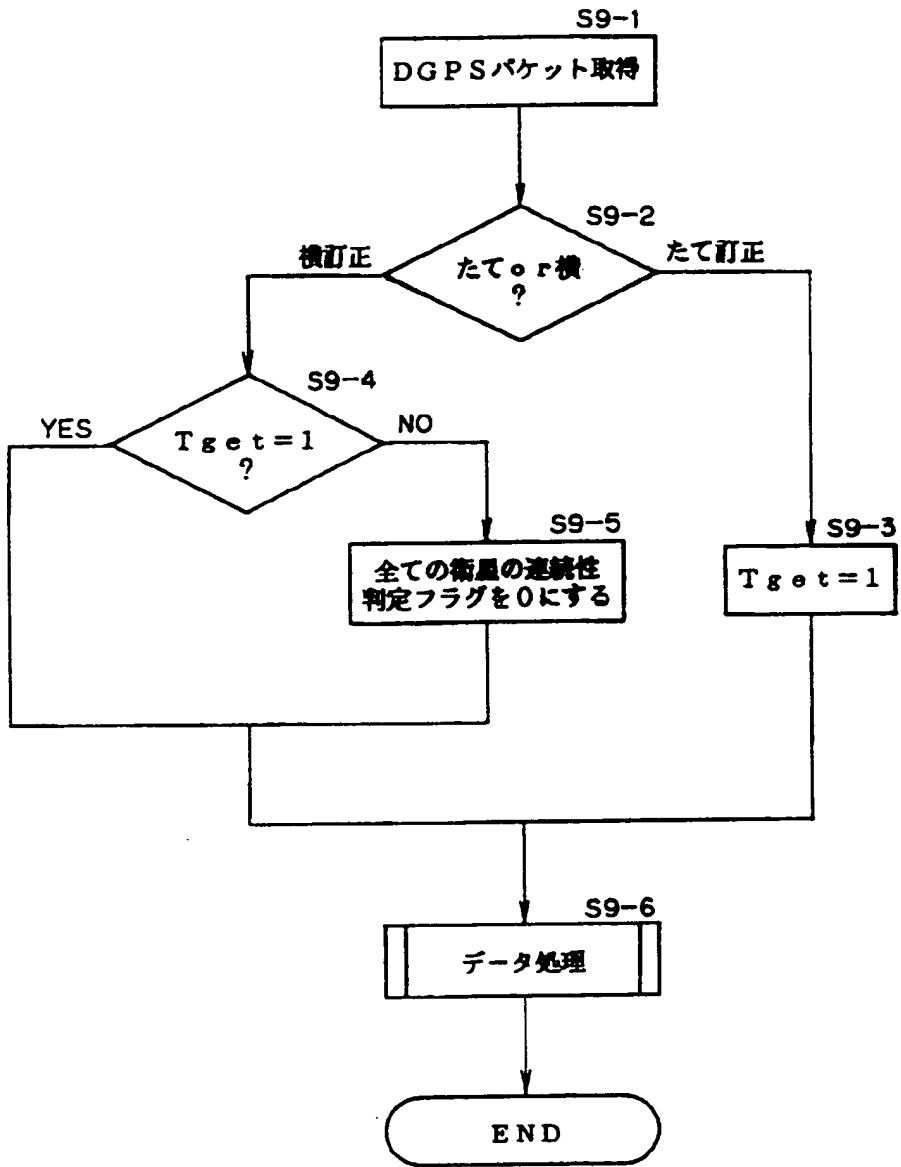 S9-1
DGPSパケット取得
S9-2
横訂正
たてor横
?
たて訂正
S9-4
YES
Tget=1
?
NO
S9-5
全ての衛星の連続性
判定フラグを0にする
S9-3
Tget=1
S9-6
データ処理
END